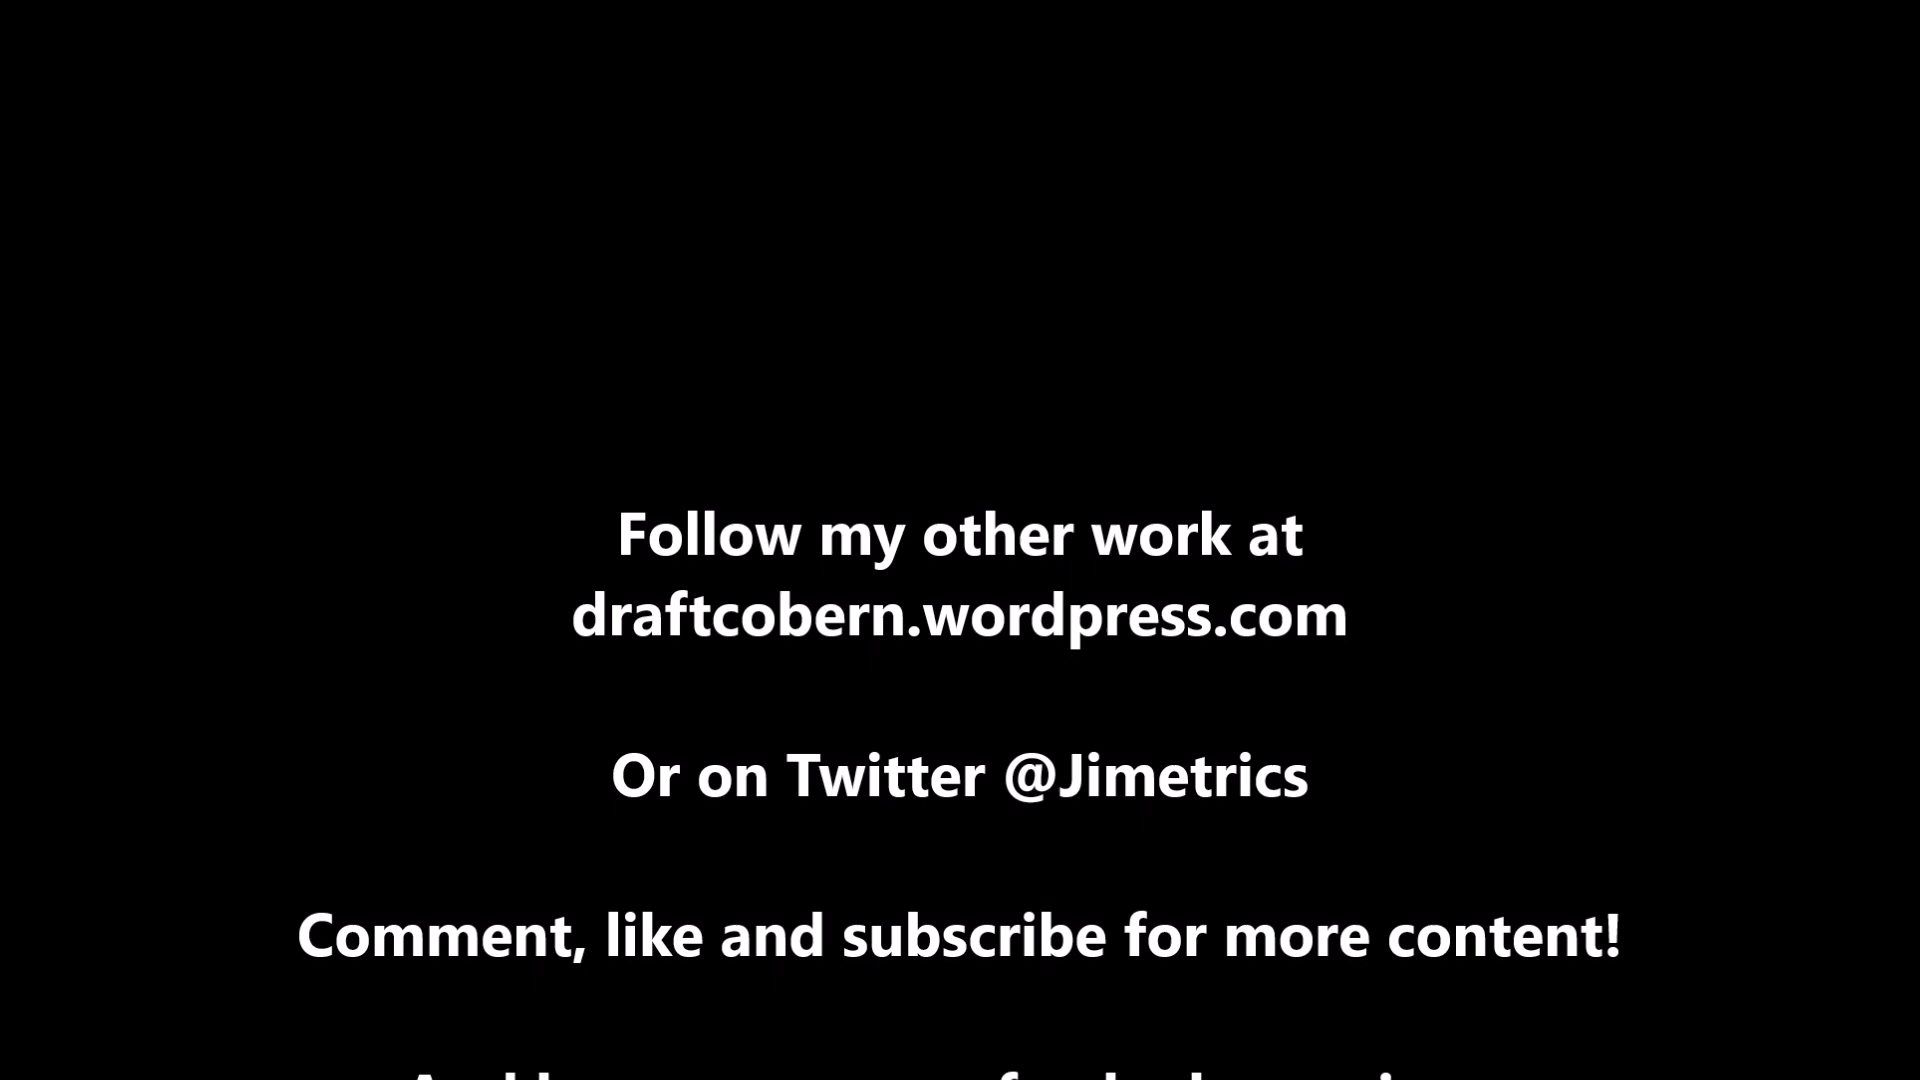 Follow my other work at
draftcobern.wordpress.com
Or on Twitter @Jimetrics
Comment, like and subscribe for more content!